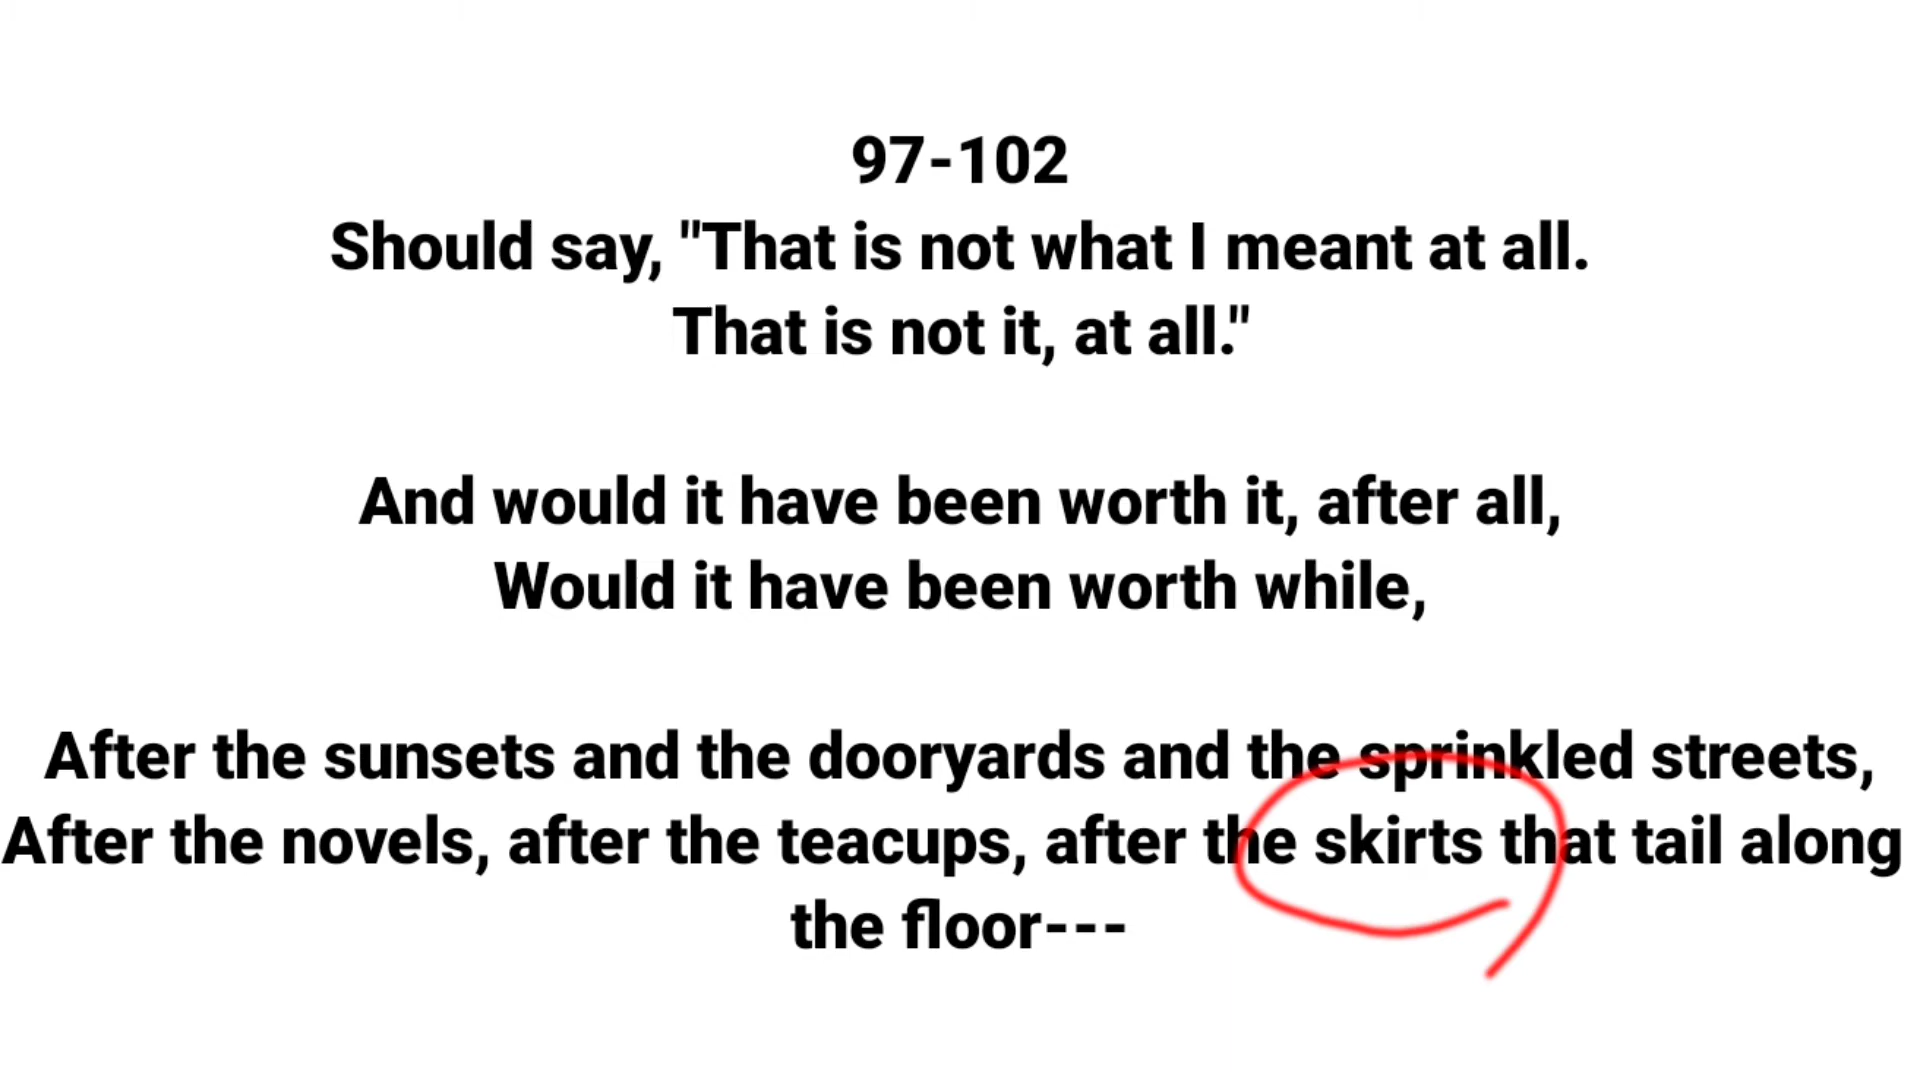 97-102
Should say, "That is not what I meant at all.
That is not it, at all."
And would it have been worth it, after all,
Would it have been worth while,
After the sunsets and the dooryards and the sprinkled streets,
After the novels, after the teacups, after the skirts that tail along
the floor---